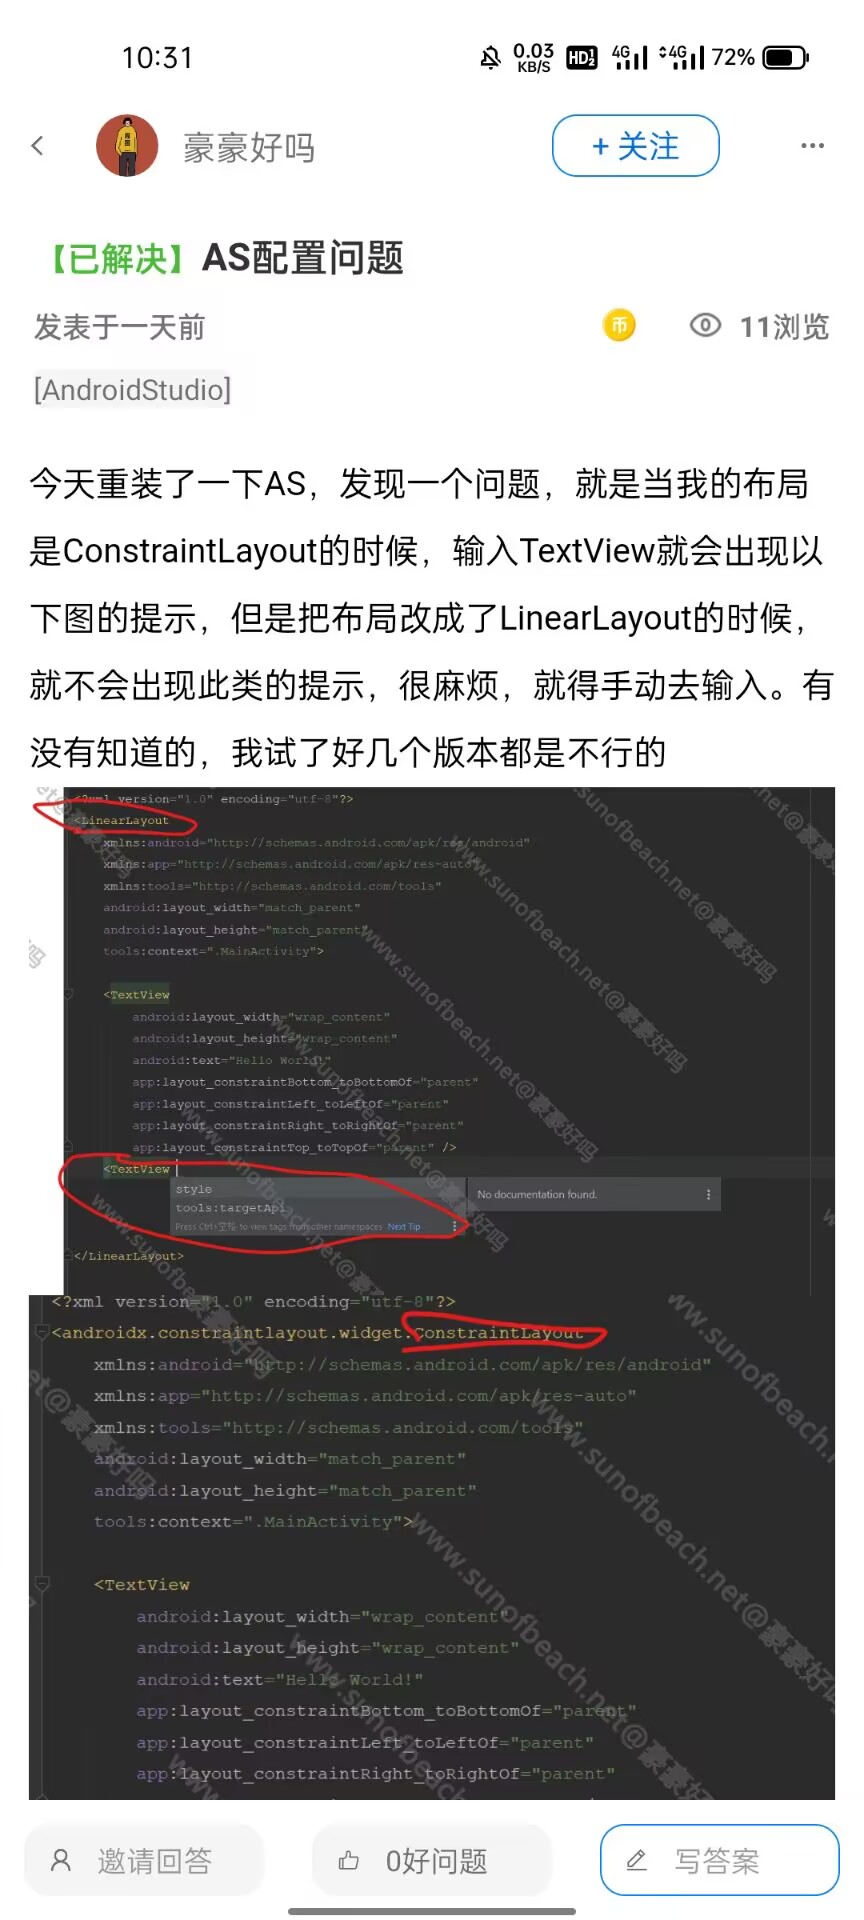 10:31
0.03 KB/S HD 1 2 4G 4G 72%
豪豪好吗
+ 关注
【已解决】AS配置问题
发表于一天前
币
11浏览
[AndroidStudio]
今天重装了一下AS，发现一个问题，就是当我的布局
是ConstraintLayout的时候，输入TextView就会出现以
下图的提示，但是把布局改成了LinearLayout的时候，
就不会出现此类的提示，很麻烦，就得手动去输入。有
没有知道的，我试了好几个版本都是不行的
<?xml version="1.0" encoding="utf-8"?>
<LinearLayout
xmlns:android="http://schemas.android.com/apk/res/android"
xmlns:app="http://schemas.android.com/apk/res-auto"
xmlns:tools="http://schemas.android.com/tools"
android:layout_width="match_parent"
android:layout_height="match_parent"
tools:context=".MainActivity">
<TextView
android:layout_width="wrap_content"
android:layout_height="wrap_content"
android:text="Hello World!"
app:layout_constraintBottom_toBottomOf="parent"
app:layout_constraintLeft_toLeftOf="parent"
app:layout_constraintRight_toRightOf="parent"
app:layout_constraintTop_toTopOf="parent" />
<TextView
style
No documentation found.
tools:targetApi
Press Ctrl+空格 to view tags from other namespaces Next Tip
</LinearLayout>
<?xml version="1.0" encoding="utf-8"?>
<androidx.constraintlayout.widget.ConstraintLayout
xmlns:android="http://schemas.android.com/apk/res/android"
xmlns:app="http://schemas.android.com/apk/res-auto"
xmlns:tools="http://schemas.android.com/tools"
android:layout_width="match_parent"
android:layout_height="match_parent"
tools:context=".MainActivity">
<TextView
android:layout_width="wrap_content"
android:layout_height="wrap_content"
android:text="Hello World!"
app:layout_constraintBottom_toBottomOf="parent"
app:layout_constraintLeft_toLeftOf="parent"
app:layout_constraintRight_toRightOf="parent"
www.sunofbeach.net@豪豪好吗
邀请回答
0好问题
写答案